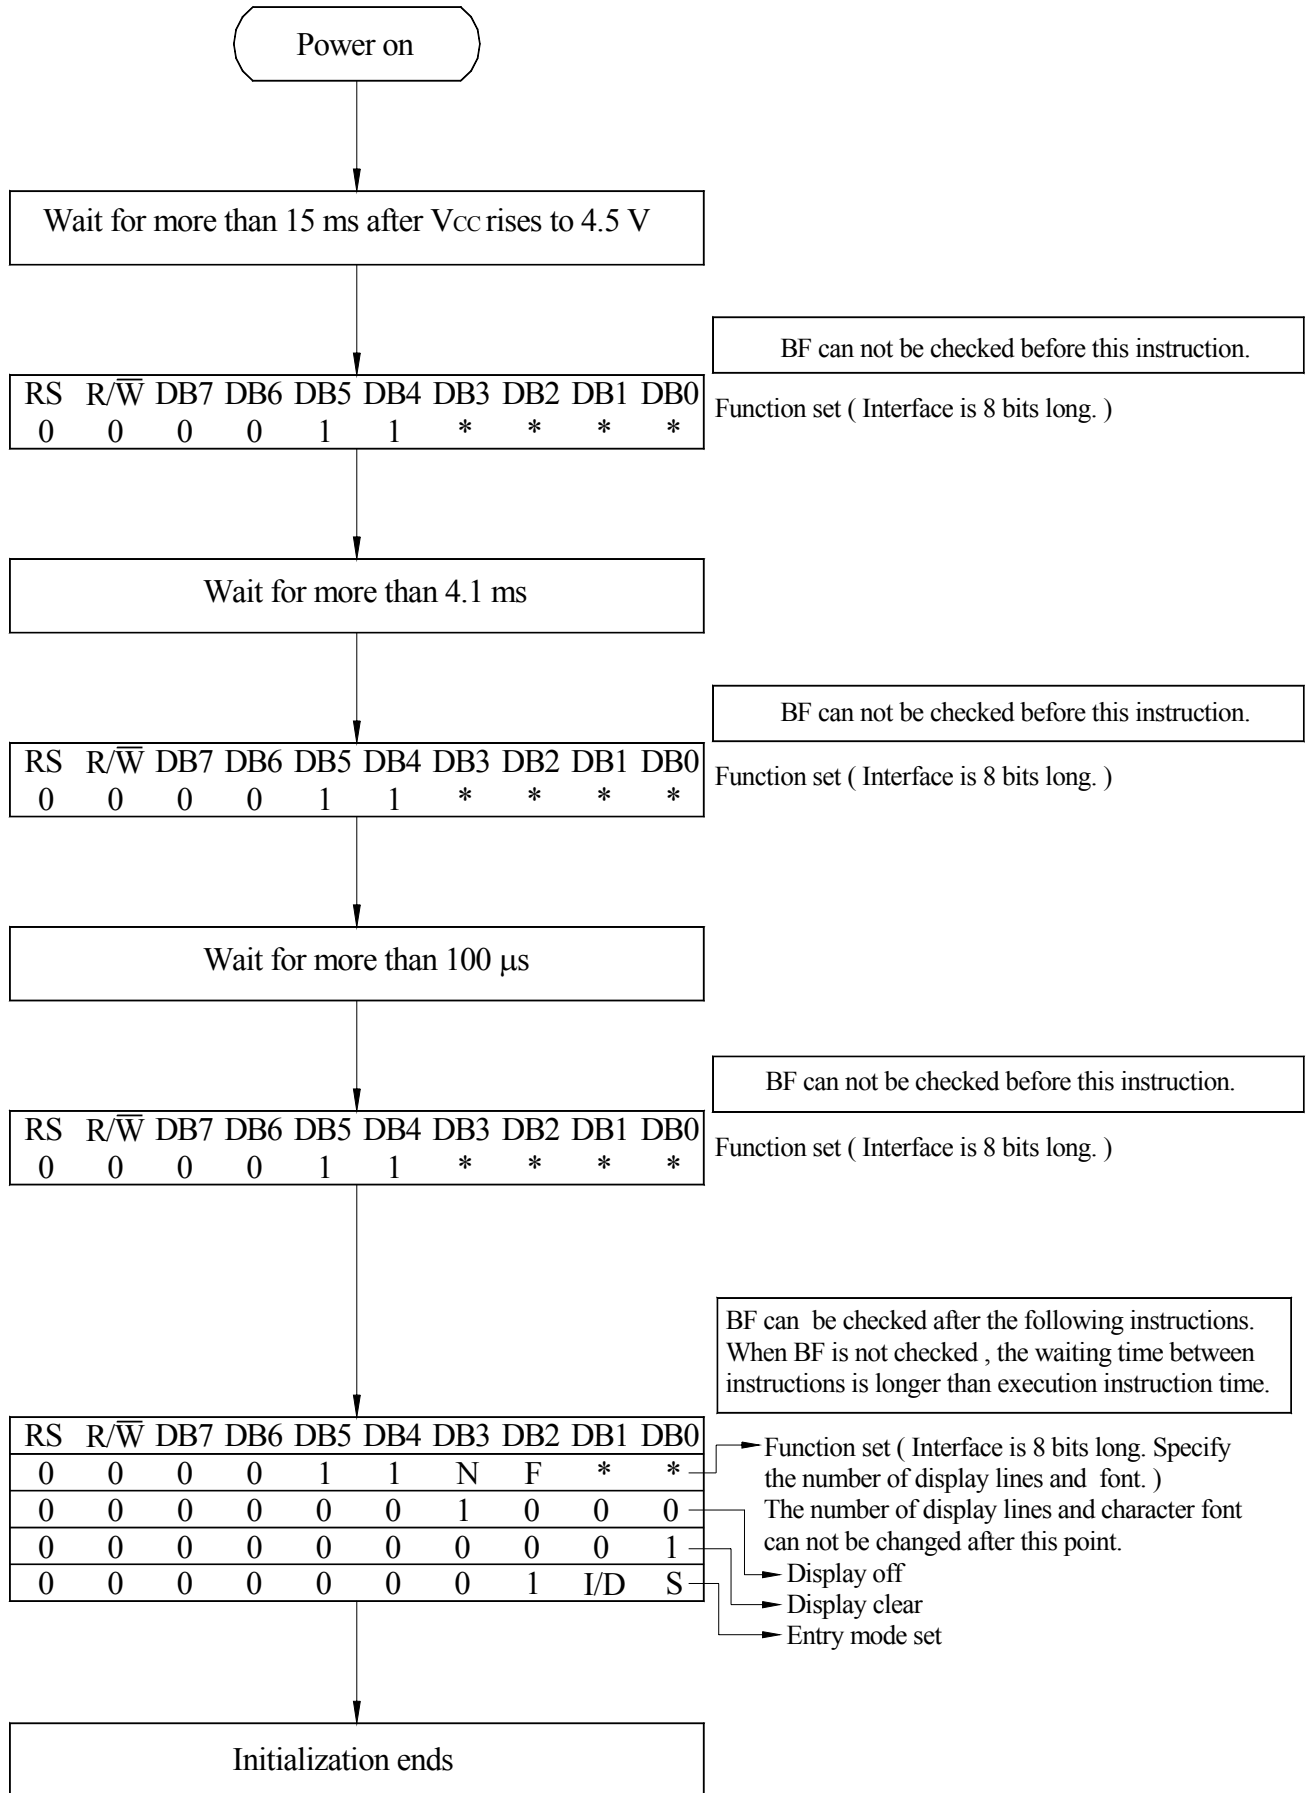 Power on
Wait for more than 15 ms after VCC rises to 4.5 V
BF can not be checked before this instruction.
RS R/W̅ DB7 DB6 DB5 DB4 DB3 DB2 DB1 DB0
0 0 0 0 1 1 * * * *
Function set ( Interface is 8 bits long. )
Wait for more than 4.1 ms
BF can not be checked before this instruction.
RS R/W̅ DB7 DB6 DB5 DB4 DB3 DB2 DB1 DB0
0 0 0 0 1 1 * * * *
Function set ( Interface is 8 bits long. )
Wait for more than 100 μs
BF can not be checked before this instruction.
RS R/W̅ DB7 DB6 DB5 DB4 DB3 DB2 DB1 DB0
0 0 0 0 1 1 * * * *
Function set ( Interface is 8 bits long. )
BF can be checked after the following instructions.
When BF is not checked , the waiting time between
instructions is longer than execution instruction time.
RS R/W̅ DB7 DB6 DB5 DB4 DB3 DB2 DB1 DB0
0 0 0 0 1 1 N F * *
0 0 0 0 0 0 1 0 0 0
0 0 0 0 0 0 0 0 0 1
0 0 0 0 0 0 0 1 I/D S
Function set ( Interface is 8 bits long. Specify
the number of display lines and font. )
The number of display lines and character font
can not be changed after this point.
Display off
Display clear
Entry mode set
Initialization ends